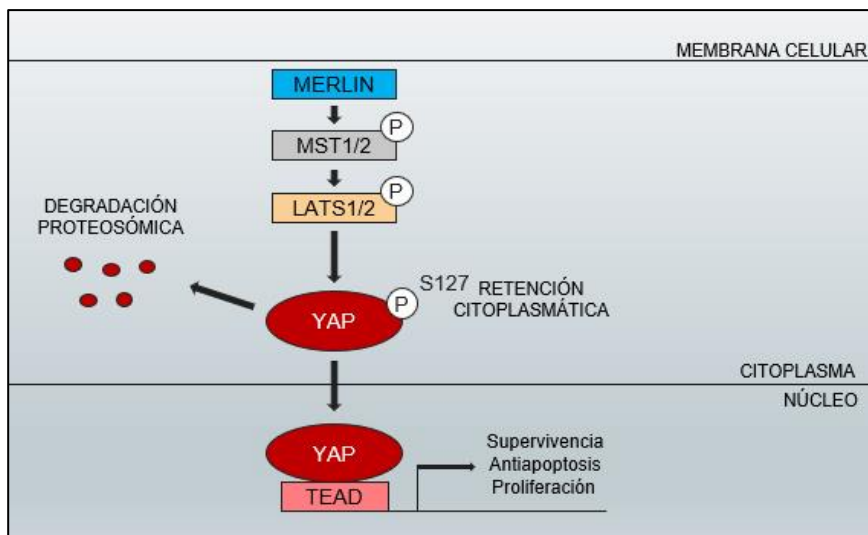 MEMBRANA CELULAR
MERLIN
P
MST1/2
P
LATS1/2
DEGRADACIÓN
PROTEOSÓMICA
S127
RETENCIÓN
CITOPLASMÁTICA
P
YAP
CITOPLASMA
NÚCLEO
YAP
TEAD
Supervivencia
Antiapoptosis
Proliferación